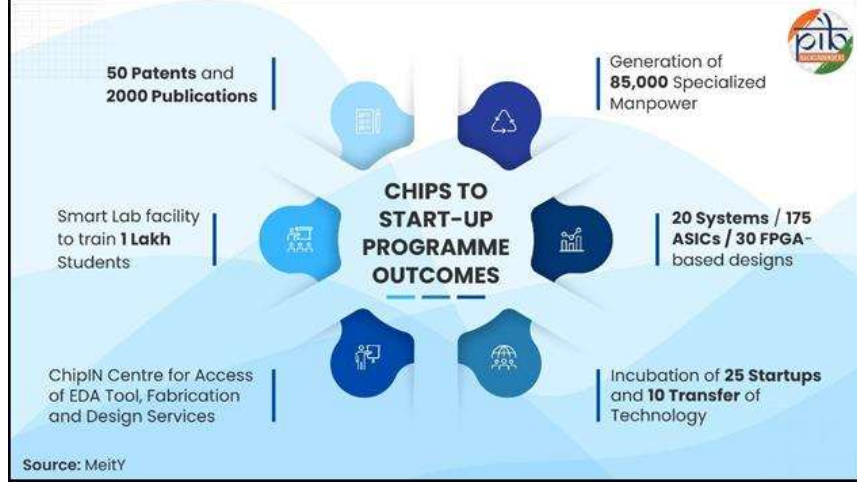 50 Patents and
2000 Publications
Generation of
85,000 Specialized
Manpower
CHIPS TO
START-UP
PROGRAMME
OUTCOMES
Smart Lab facility
to train 1 Lakh
Students
20 Systems / 175
ASICs / 30 FPGA-
based designs
ChipIN Centre for Access
of EDA Tool, Fabrication
and Design Services
Incubation of 25 Startups
and 10 Transfer of
Technology
Source: MeitY
pib